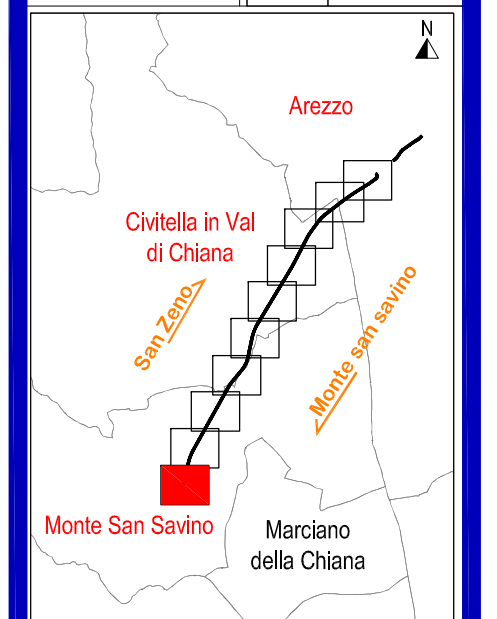 N
Arezzo
Civitella in Val
di Chiana
San Zeno
Monte san savino
Monte San Savino
Marciano
della Chiana